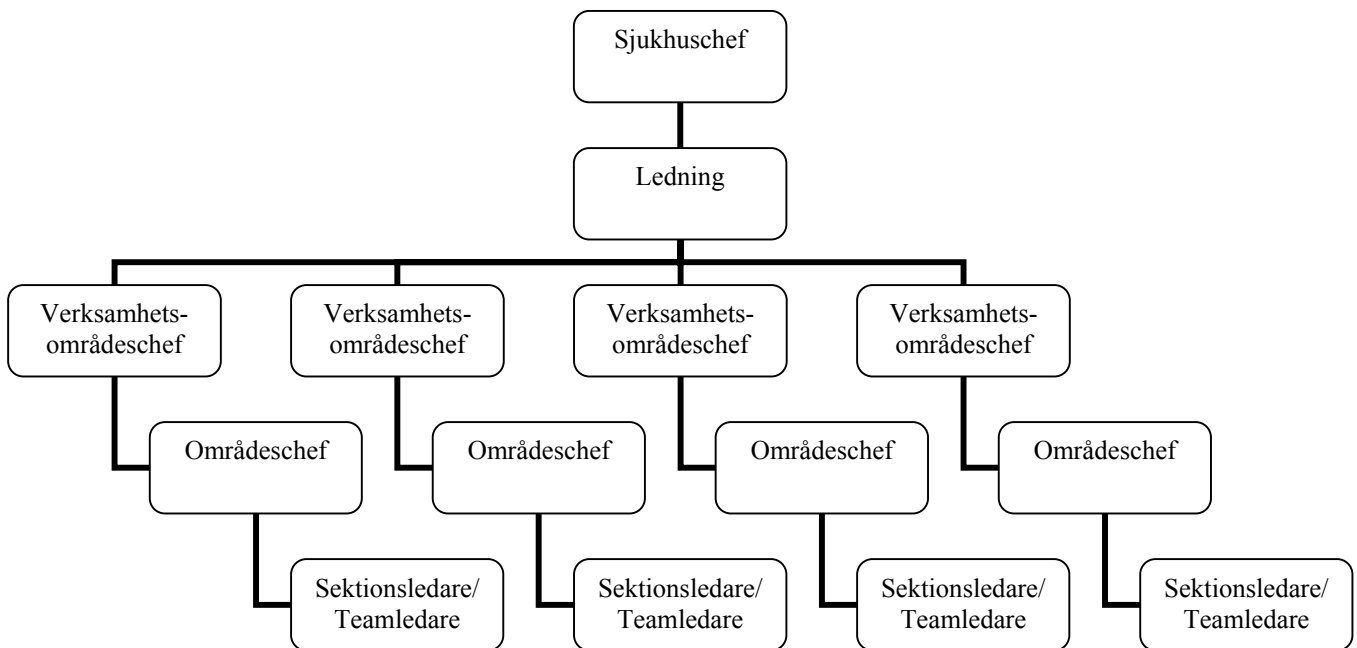 Sjukhuschef
Ledning
Verksamhets-
områdeschef
Verksamhets-
områdeschef
Verksamhets-
områdeschef
Verksamhets-
områdeschef
Områdeschef
Områdeschef
Områdeschef
Områdeschef
Sektionsledare/
Teamledare
Sektionsledare/
Teamledare
Sektionsledare/
Teamledare
Sektionsledare/
Teamledare